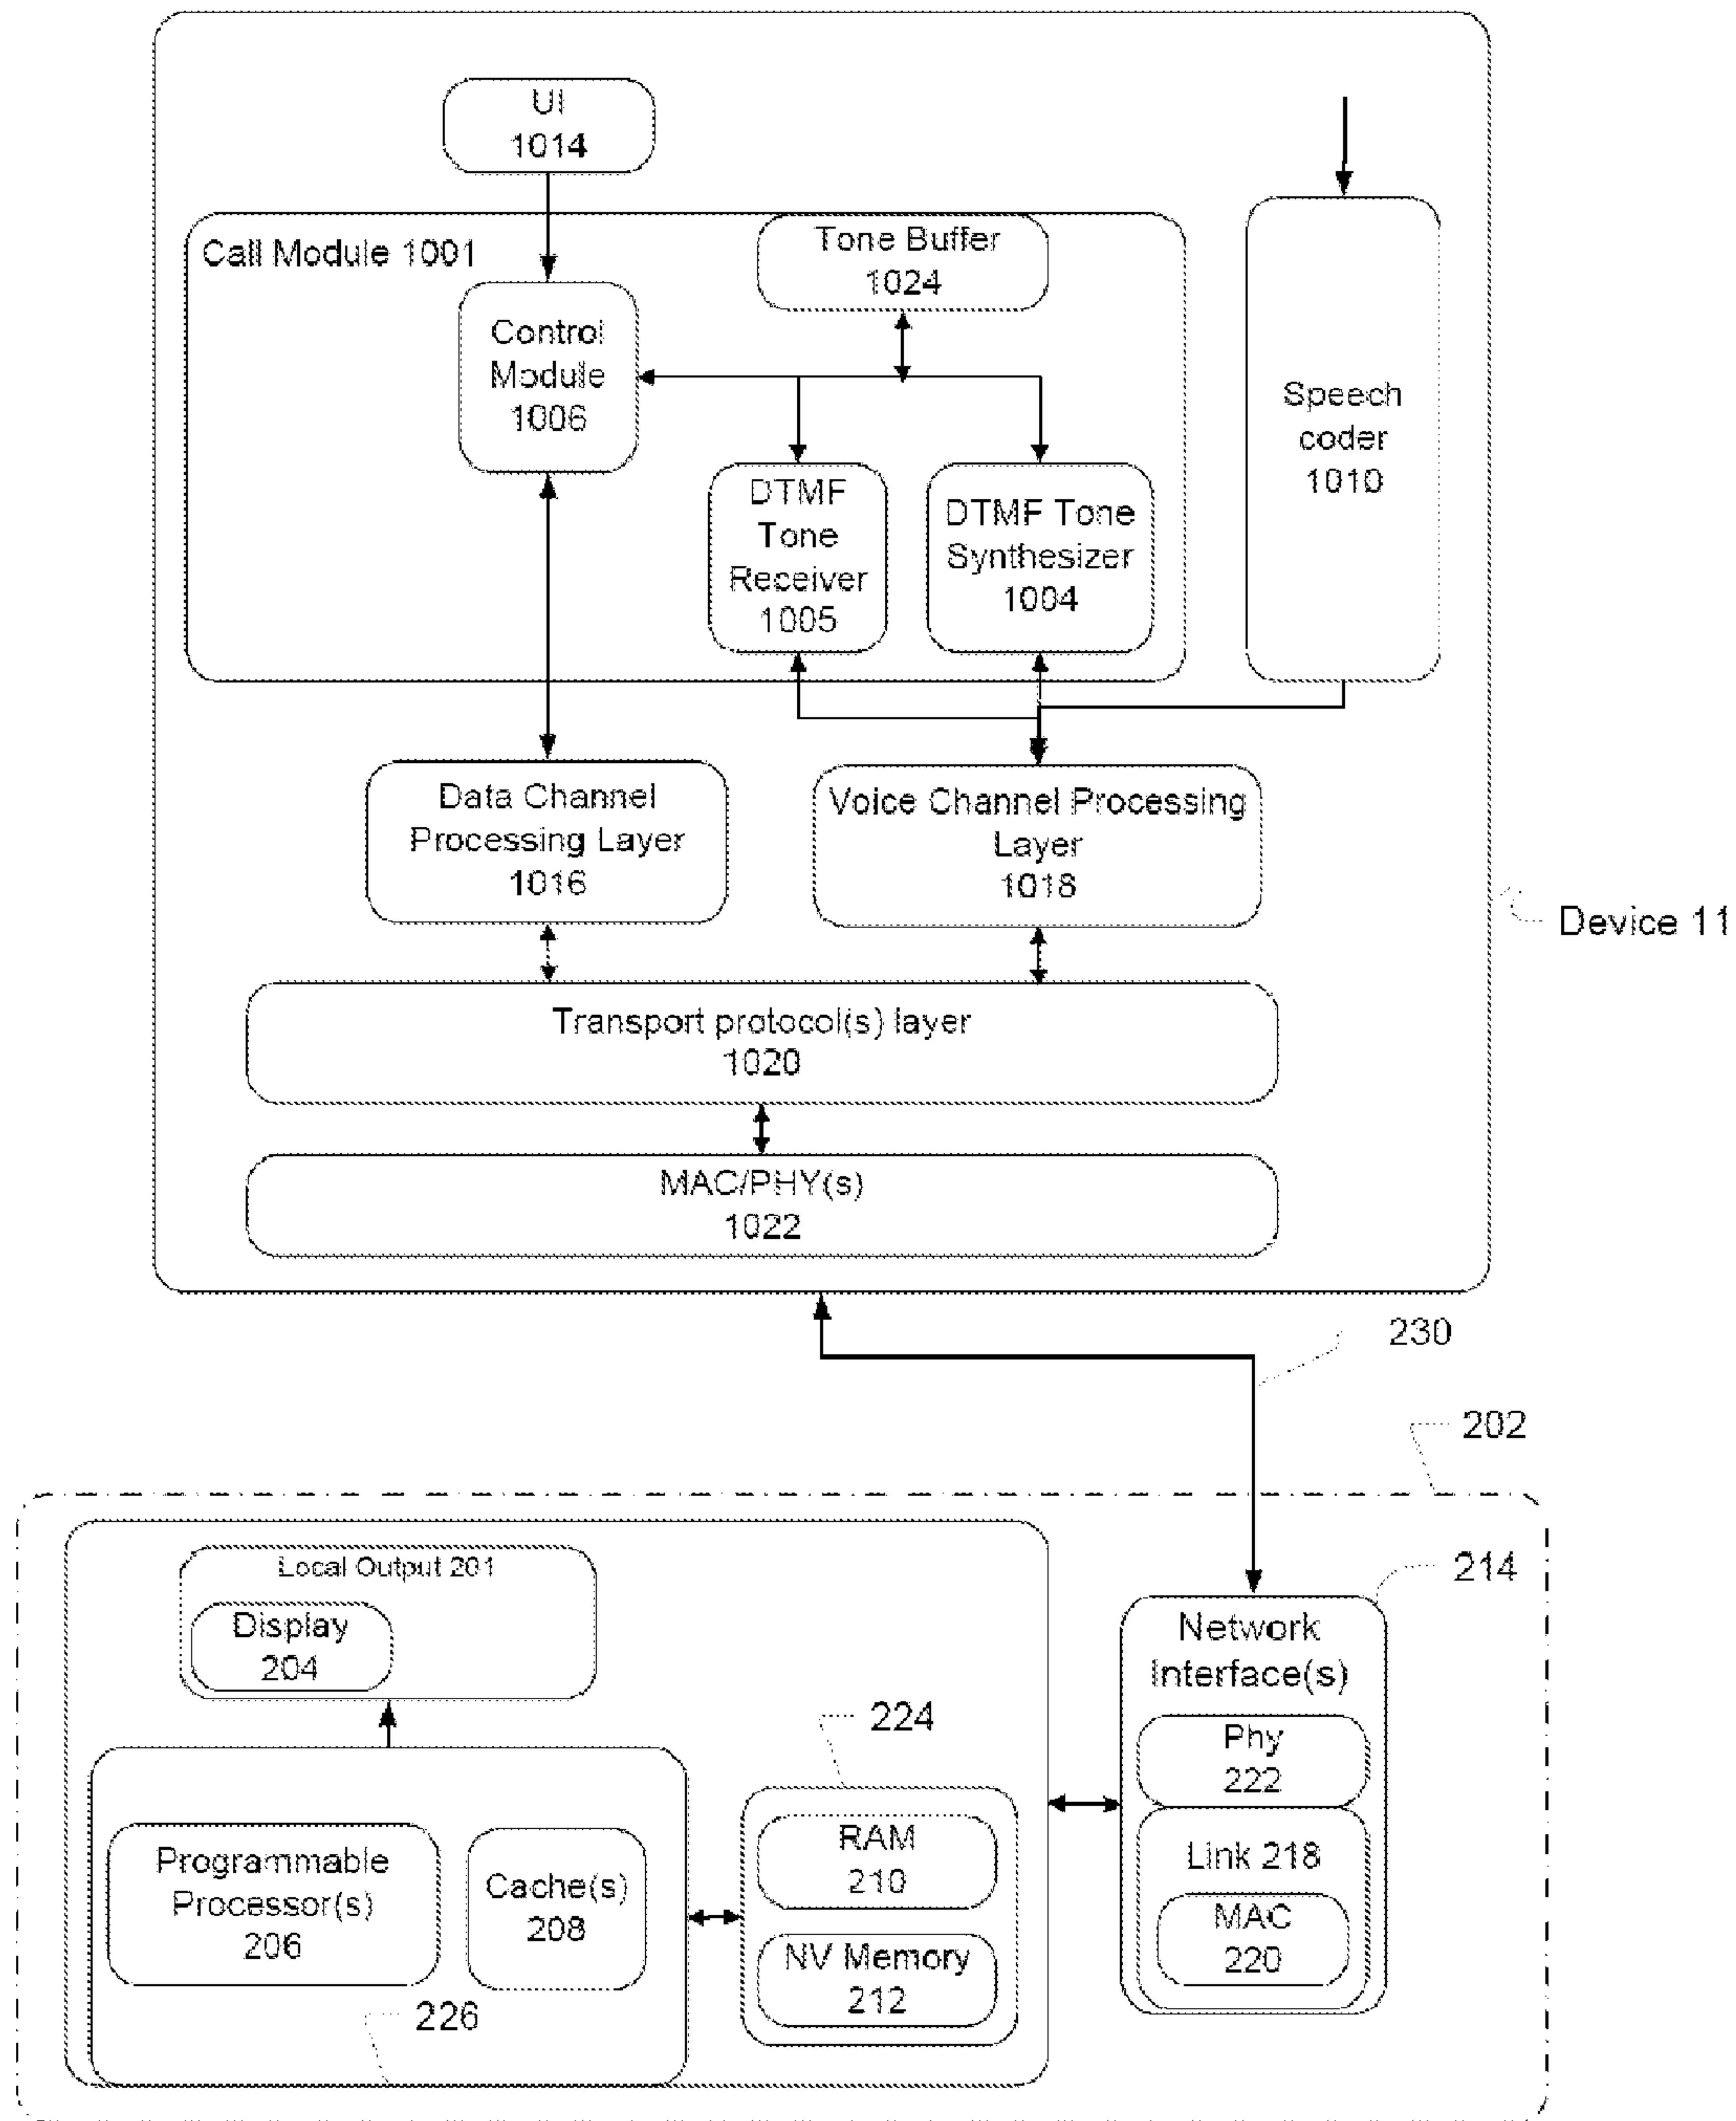 UI
1014
Call Module 1001
Tone Buffer
1024
Control
Module
1006
Speech
coder
1010
DTMF
Tone
Receiver
1005
DTMF Tone
Synthesizer
1004
Data Channel
Processing Layer
1016
Voice Channel Processing
Layer
1018
Device 11
Transport protocol(s) layer
1020
MAC/PHY(s)
1022
230
202
Local Output 201
Display
204
214
Network
Interface(s)
Phy
222
Link 218
MAC
220
224
RAM
210
NV Memory
212
Programmable
Processor(s)
206
Cache(s)
208
226